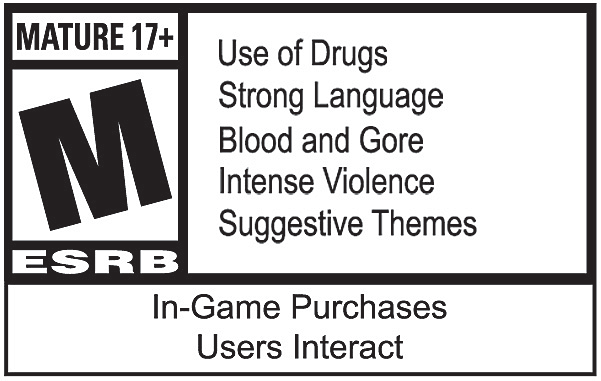 MATURE 17+
M
ESRB
Use of Drugs
Strong Language
Blood and Gore
Intense Violence
Suggestive Themes
In-Game Purchases
Users Interact